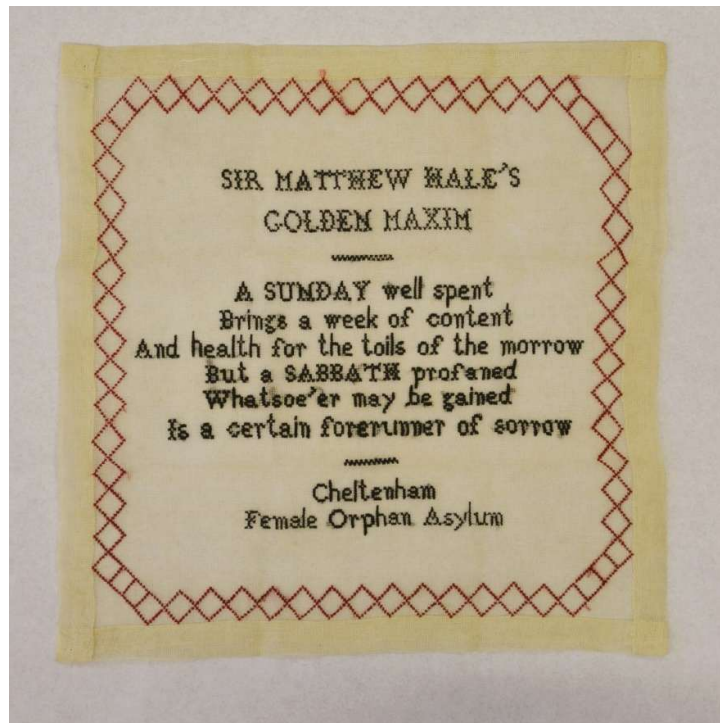 SIR MATTHEW HALE'S
GOLDEN MAXIM
A SUNDAY well spent
Brings a week of content
And health for the toils of the morrow
But a SABBATH profaned
Whatsoe'er may be gained
Is a certain forerunner of sorrow
Cheltenham
Female Orphan Asylum